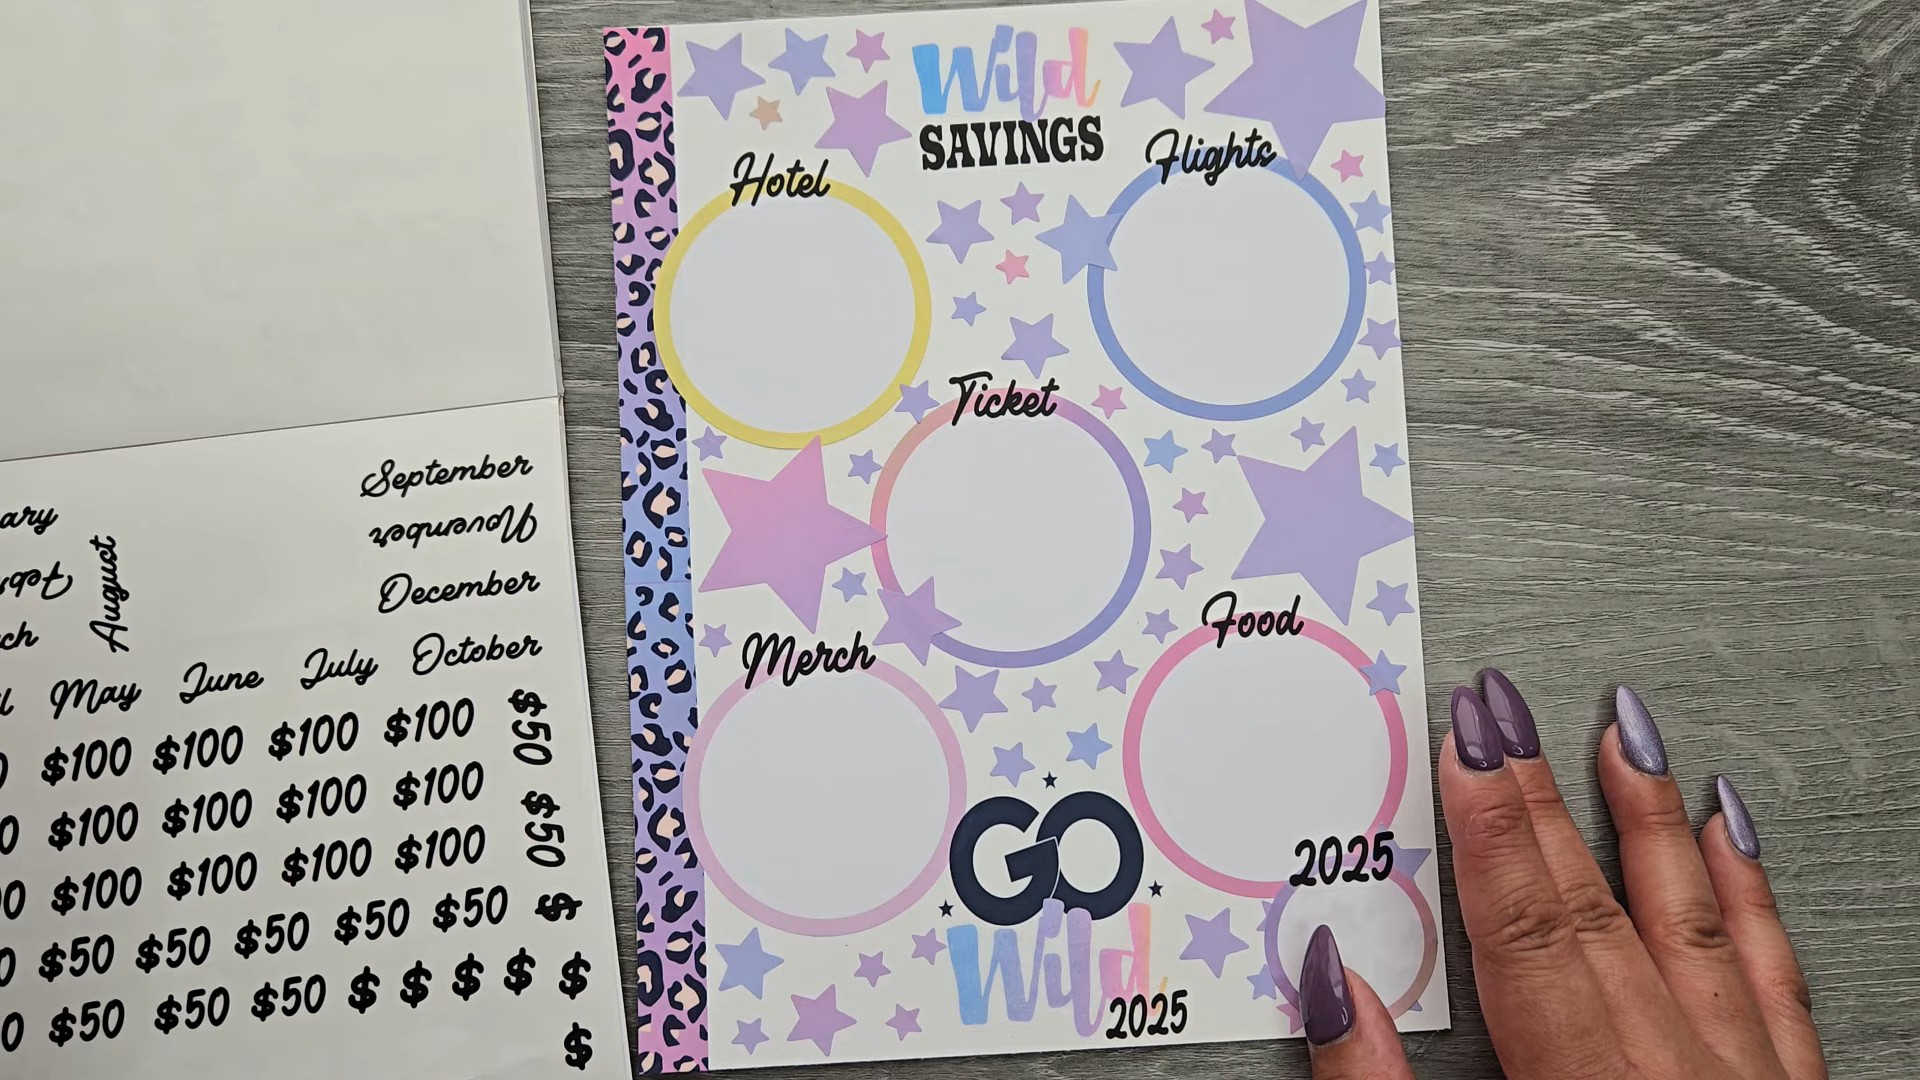 Wild
SAVINGS
Hotel
Flights
Ticket
Merch
Food
2025
GO
Wild
2025
September
November
December
August
May June July October
$100 $100 $100 $100 $50
$100 $100 $100 $100 $50
$100 $100 $100 $100
$50 $50 $50 $50 $50 $
$50 $50 $50 $ $ $ $ $
$